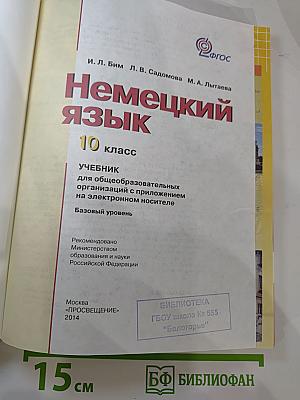 ФГОС
И. Л. Бим Л. В. Садомова М. А. Лытаева
Немецкий
язык
10 класс
УЧЕБНИК
для общеобразовательных
организаций с приложением
на электронном носителе
Базовый уровень
Рекомендовано
Министерством
образования и науки
Российской Федерации
Москва
«ПРОСВЕЩЕНИЕ»
2014
БИБЛИОТЕКА
ГБОУ школа № 555
"Белогорье"
15 см
БФ БИБЛИОФАН